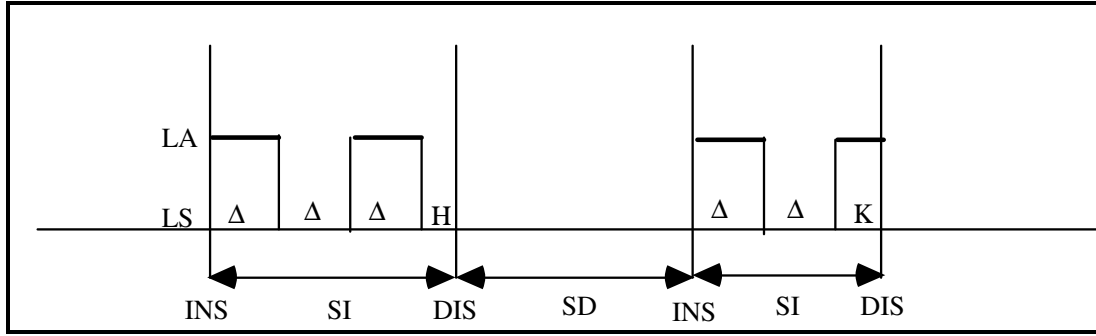 LA
LS Δ Δ Δ H Δ Δ K
INS SI DIS SD INS SI DIS